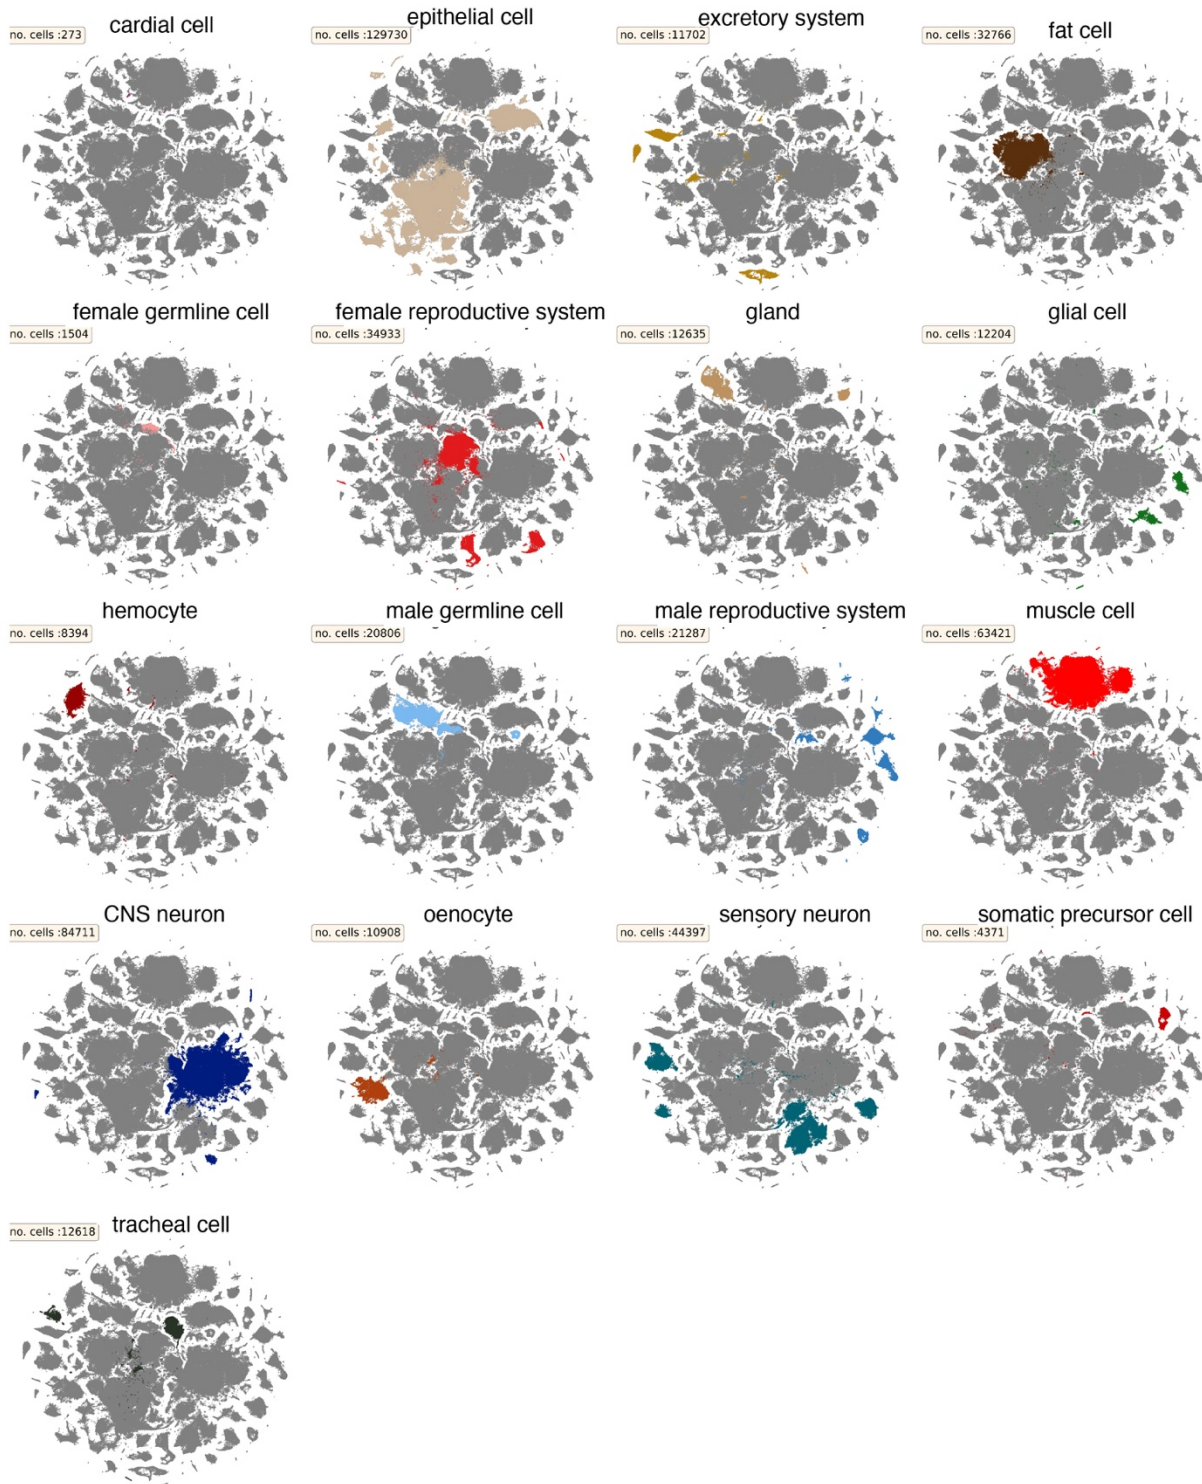 cardial cell
no. cells :273
epithelial cell
no. cells :129730
excretory system
no. cells :11702
fat cell
no. cells :32766
female germline cell
no. cells :1504
female reproductive system
no. cells :34933
gland
no. cells :12635
glial cell
no. cells :12204
hemocyte
no. cells :8394
male germline cell
no. cells :20806
male reproductive system
no. cells :21287
muscle cell
no. cells :63421
CNS neuron
no. cells :84711
oenocyte
no. cells :10908
sensory neuron
no. cells :44397
somatic precursor cell
no. cells :4371
tracheal cell
no. cells :12618